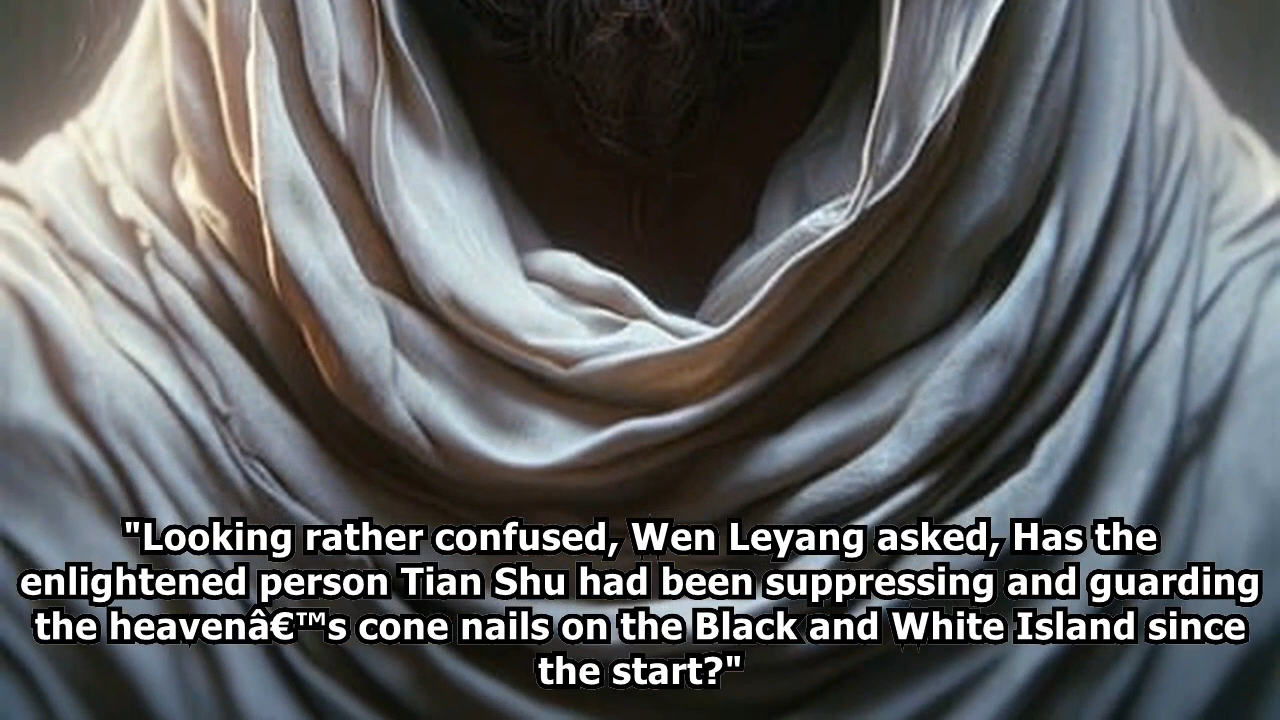 "Looking rather confused, Wen Leyang asked, Has the
enlightened person Tian Shu had been suppressing and guarding
the heavenâ€™s cone nails on the Black and White Island since
the start?"